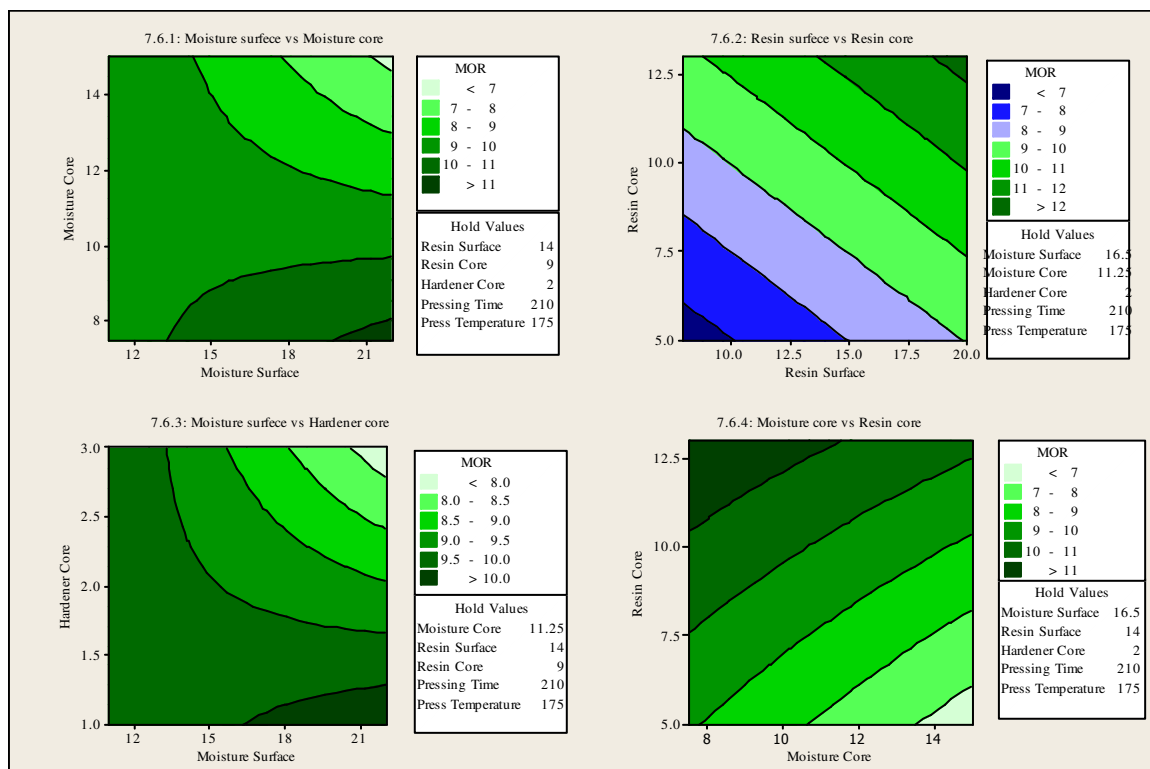 7.6.1: Moisture surfece vs Moisture core
14
12
10
8
12
15
18
21
Moisture Core
Moisture Surface
MOR
< 7
7 - 8
8 - 9
9 - 10
10 - 11
> 11
Hold Values
Resin Surface 14
Resin Core 9
Hardener Core 2
Pressing Time 210
Press Temperature 175
7.6.2: Resin surfece vs Resin core
12.5
10.0
7.5
5.0
10.0
12.5
15.0
17.5
20.0
Resin Core
Resin Surface
MOR
< 7
7 - 8
8 - 9
9 - 10
10 - 11
11 - 12
> 12
Hold Values
Moisture Surface 16.5
Moisture Core 11.25
Hardener Core 2
Pressing Time 210
Press Temperature 175
7.6.3: Moisture surfece vs Hardener core
3.0
2.5
2.0
1.5
1.0
12
15
18
21
Hardener Core
Moisture Surface
MOR
< 8.0
8.0 - 8.5
8.5 - 9.0
9.0 - 9.5
9.5 - 10.0
> 10.0
Hold Values
Moisture Core 11.25
Resin Surface 14
Resin Core 9
Pressing Time 210
Press Temperature 175
7.6.4: Moisture core vs Resin core
12.5
10.0
7.5
5.0
8
10
12
14
Resin Core
Moisture Core
MOR
< 7
7 - 8
8 - 9
9 - 10
10 - 11
> 11
Hold Values
Moisture Surface 16.5
Resin Surface 14
Hardener Core 2
Pressing Time 210
Press Temperature 175